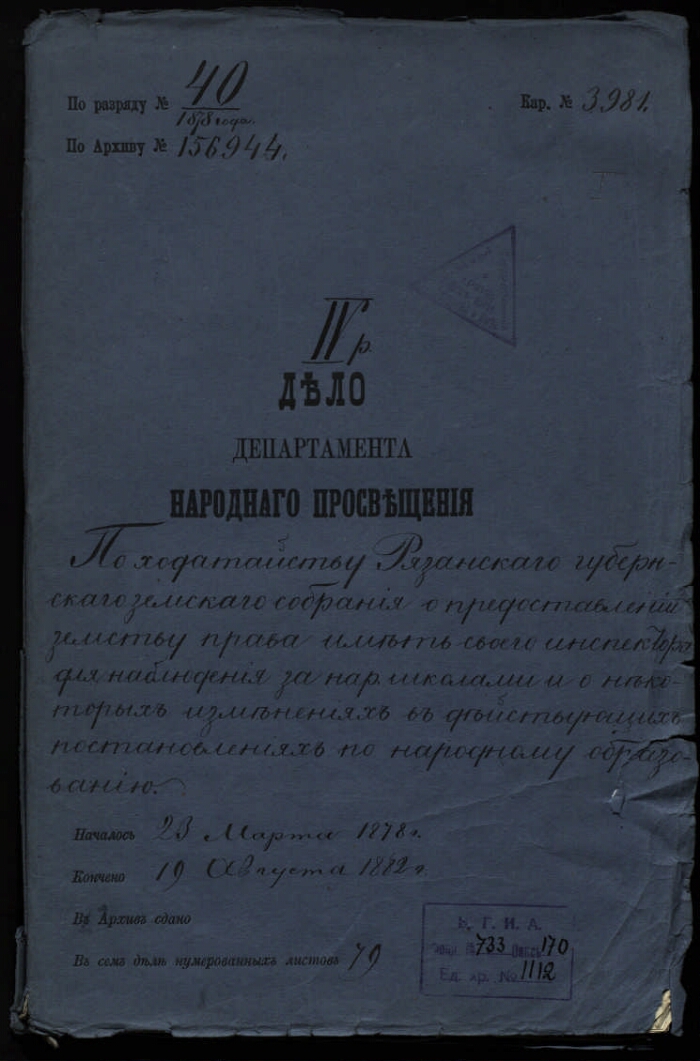 По разряду № 40
1878 года.
Кар. № 3981.
По Архиву № 156944.
IV р.
ДѢЛО
ДЕПАРТАМЕНТА
НАРОДНАГО ПРОСВѢЩЕНІЯ
По ходатайству Рязанскаго губерн-
скаго земскаго собранія о предоставленіи
земству права имѣть своего инспектора
для наблюденія за нар. школами и о нѣко-
торыхъ измѣненіяхъ въ дѣйствующихъ
постановленіяхъ по народному образо-
ванію.
Началось 23 Марта 1878 г.
Кончено 19 Августа 1882 г.
Въ Архивъ сдано
Въ семъ дѣлѣ нумерованныхъ листовъ 79
Ц. Г. И. А.
Фонд № 733 Опись 170
Ед. хр. № 1112